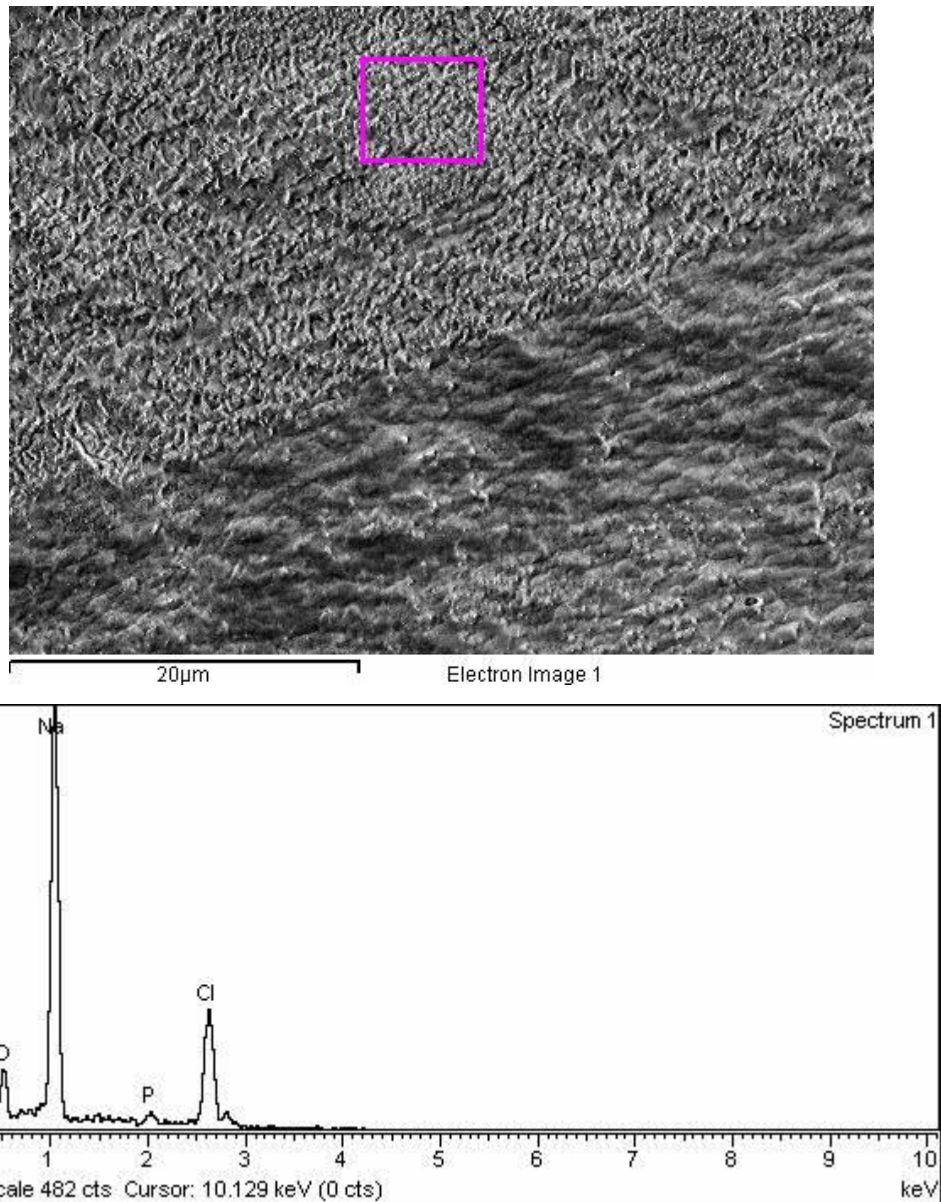 20µm Electron Image 1
Na Spectrum 1
Cl
P
1 2 3 4 5 6 7 8 9 10
cale 482 cts Cursor: 10.129 keV (0 cts) keV